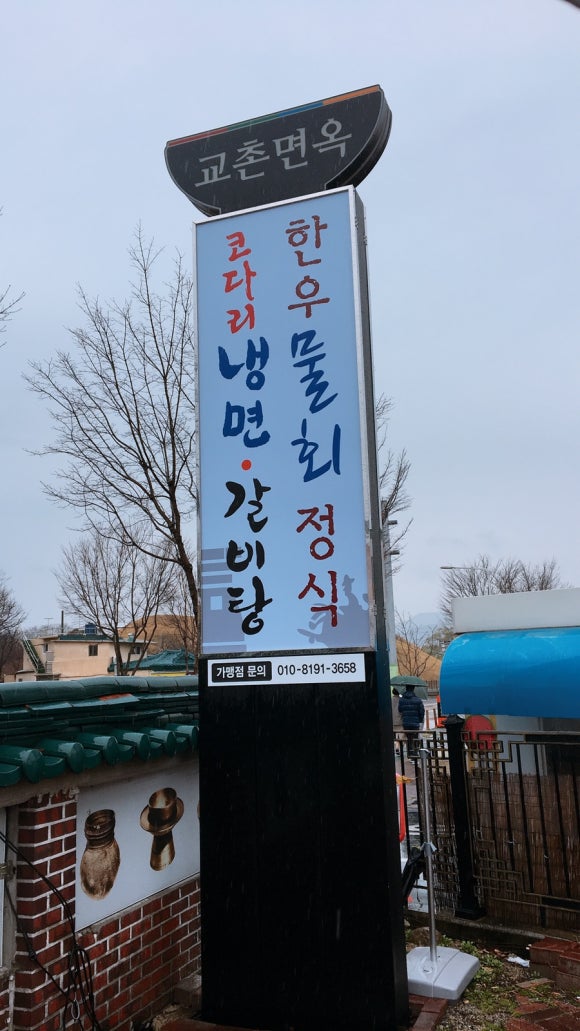 교촌면옥
한우물회 정식
코다리냉면·갈비탕
가맹점 문의 010-8191-3658